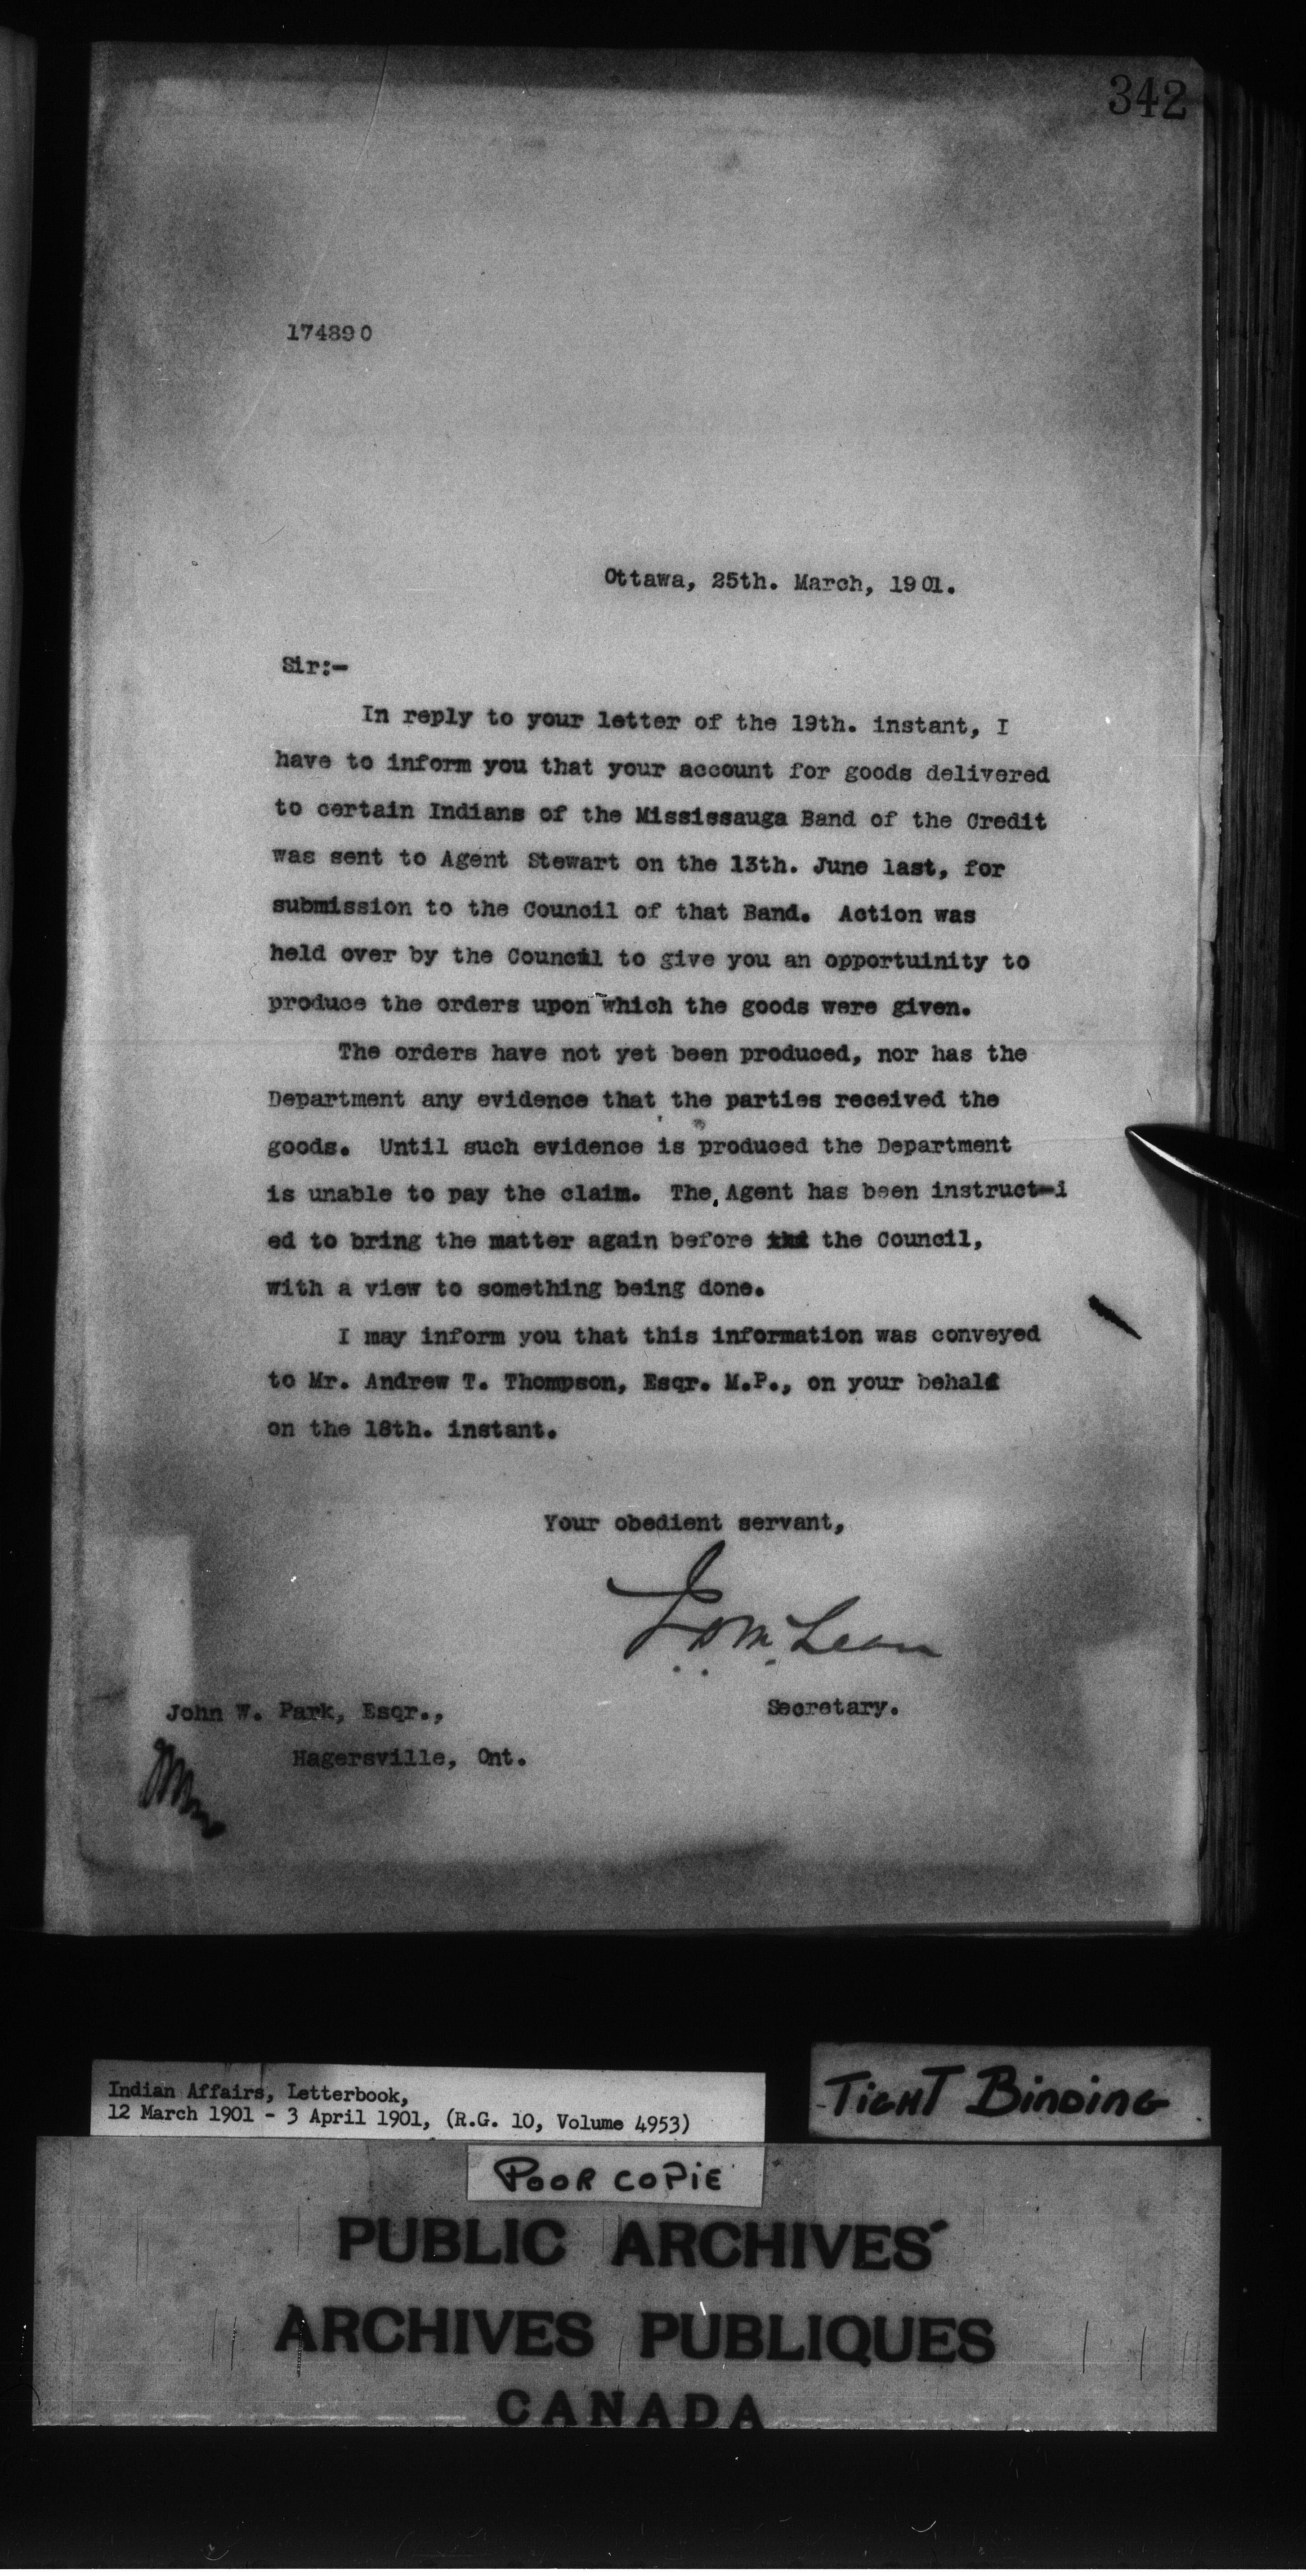 342
174890
Ottawa, 25th. March, 1901.
Sir:-
In reply to your letter of the 19th. instant, I
have to inform you that your account for goods delivered
to certain Indians of the Mississauga Band of the Credit
was sent to Agent Stewart on the 13th. June last, for
submission to the Council of that Band. Action was
held over by the Council to give you an opportuinity to
produce the orders upon which the goods were given.
The orders have not yet been produced, nor has the
Department any evidence that the parties received the
goods. Until such evidence is produced the Department
is unable to pay the claim. The Agent has been instruct-i
ed to bring the matter again before the Council,
with a view to something being done.
I may inform you that this information was conveyed
to Mr. Andrew T. Thompson, Esqr. M.P., on your behalf
on the 18th. instant.
Your obedient servant,
J D McLean
Secretary.
John W. Park, Esqr.,
Hagersville, Ont.
Indian Affairs, Letterbook,
12 March 1901 - 3 April 1901, (R.G. 10, Volume 4953)
TIGHT BINDING
POOR COPIE
PUBLIC ARCHIVES
ARCHIVES PUBLIQUES
CANADA